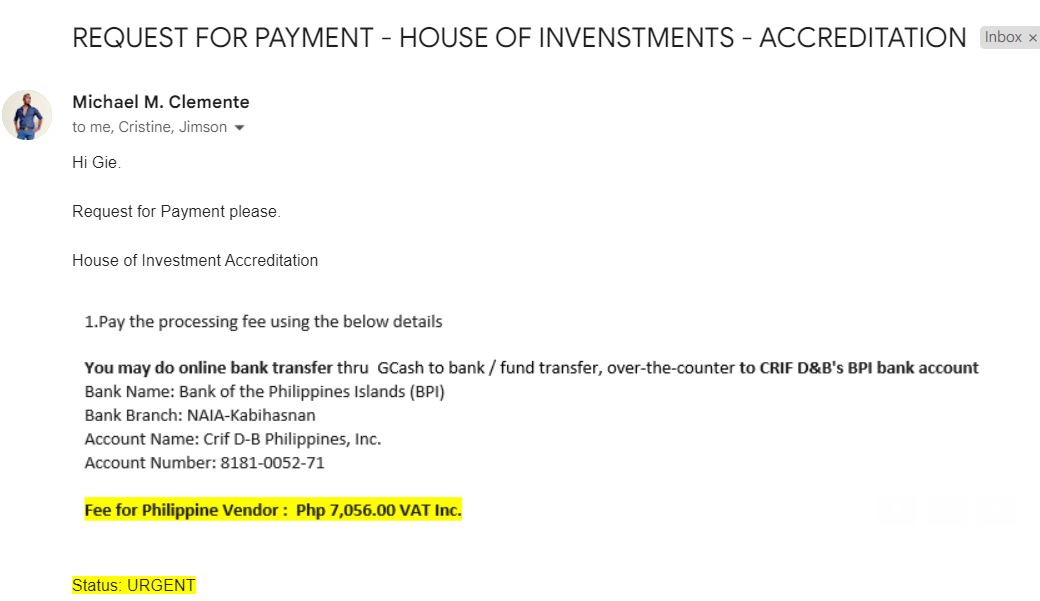 REQUEST FOR PAYMENT - HOUSE OF INVENSTMENTS - ACCREDITATION Inbox ×
Michael M. Clemente
to me, Cristine, Jimson
Hi Gie.
Request for Payment please.
House of Investment Accreditation
1.Pay the processing fee using the below details
You may do online bank transfer thru GCash to bank / fund transfer, over-the-counter to CRIF D&B's BPI bank account
Bank Name: Bank of the Philippines Islands (BPI)
Bank Branch: NAIA-Kabihasnan
Account Name: Crif D-B Philippines, Inc.
Account Number: 8181-0052-71
Fee for Philippine Vendor : Php 7,056.00 VAT Inc.
Status: URGENT